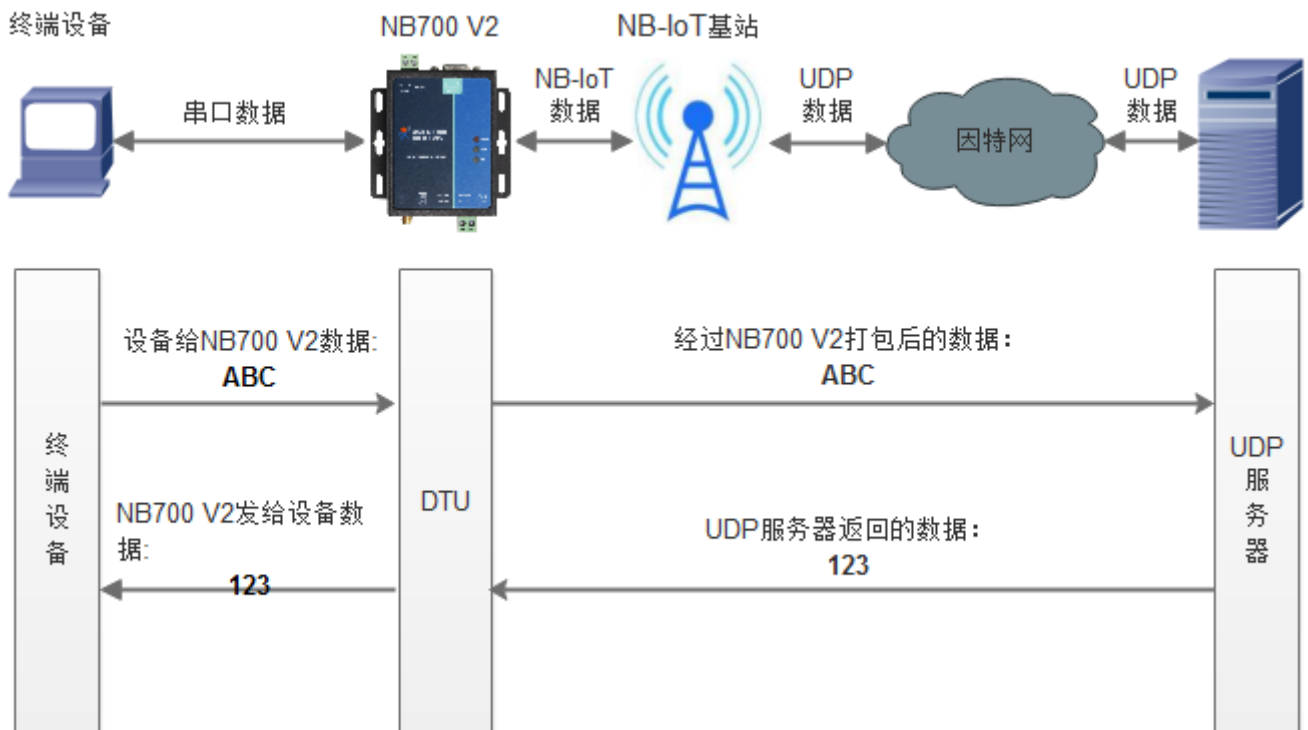 终端设备
NB700 V2
NB-IoT基站
串口数据
NB-IoT
数据
UDP
数据
因特网
UDP
数据
设备给NB700 V2数据:
ABC
经过NB700 V2打包后的数据：
ABC
终
端
设
备
DTU
UDP
服
务
器
NB700 V2发给设备数
据:
123
UDP服务器返回的数据：
123